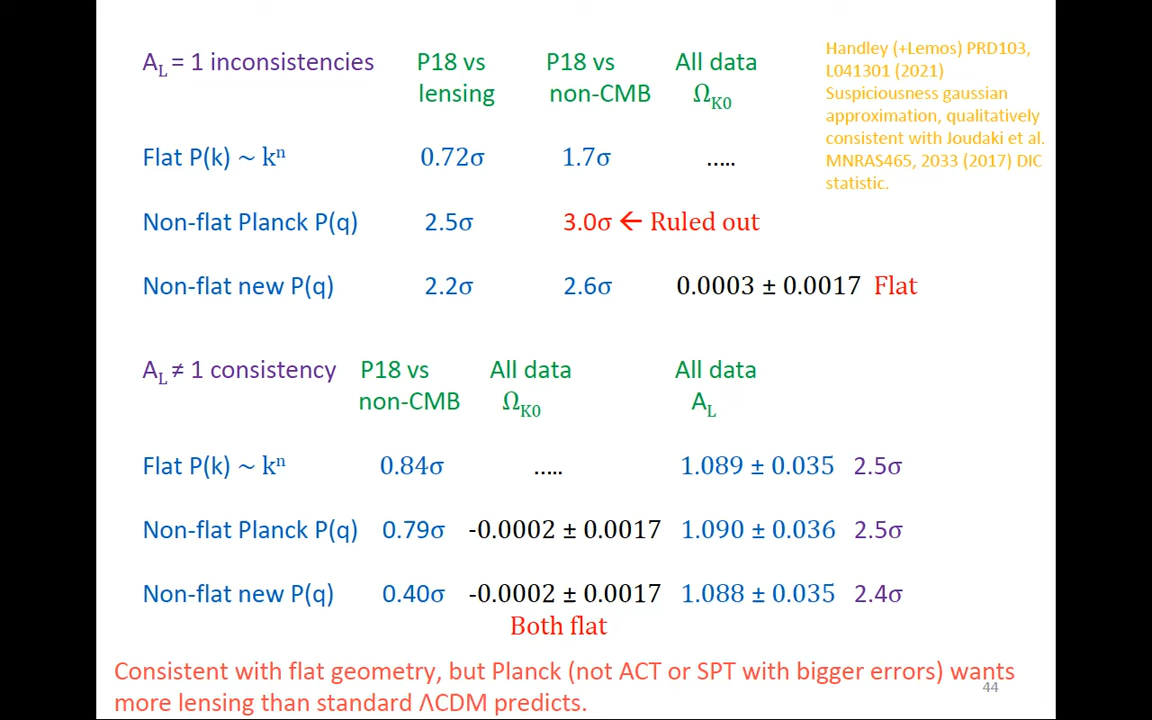 A_L = 1 inconsistencies P18 vs P18 vs All data
lensing non-CMB Ω_K0
Handley (+Lemos) PRD103,
L041301 (2021)
Suspiciousness gaussian
approximation, qualitatively
consistent with Joudaki et al.
MNRAS465, 2033 (2017) DIC
statistic.
Flat P(k) ~ kⁿ 0.72σ 1.7σ .....
Non-flat Planck P(q) 2.5σ 3.0σ ← Ruled out
Non-flat new P(q) 2.2σ 2.6σ 0.0003 ± 0.0017 Flat
A_L ≠ 1 consistency P18 vs All data All data
non-CMB Ω_K0 A_L
Flat P(k) ~ kⁿ 0.84σ ..... 1.089 ± 0.035 2.5σ
Non-flat Planck P(q) 0.79σ -0.0002 ± 0.0017 1.090 ± 0.036 2.5σ
Non-flat new P(q) 0.40σ -0.0002 ± 0.0017 1.088 ± 0.035 2.4σ
Both flat
Consistent with flat geometry, but Planck (not ACT or SPT with bigger errors) wants
more lensing than standard ΛCDM predicts.
44